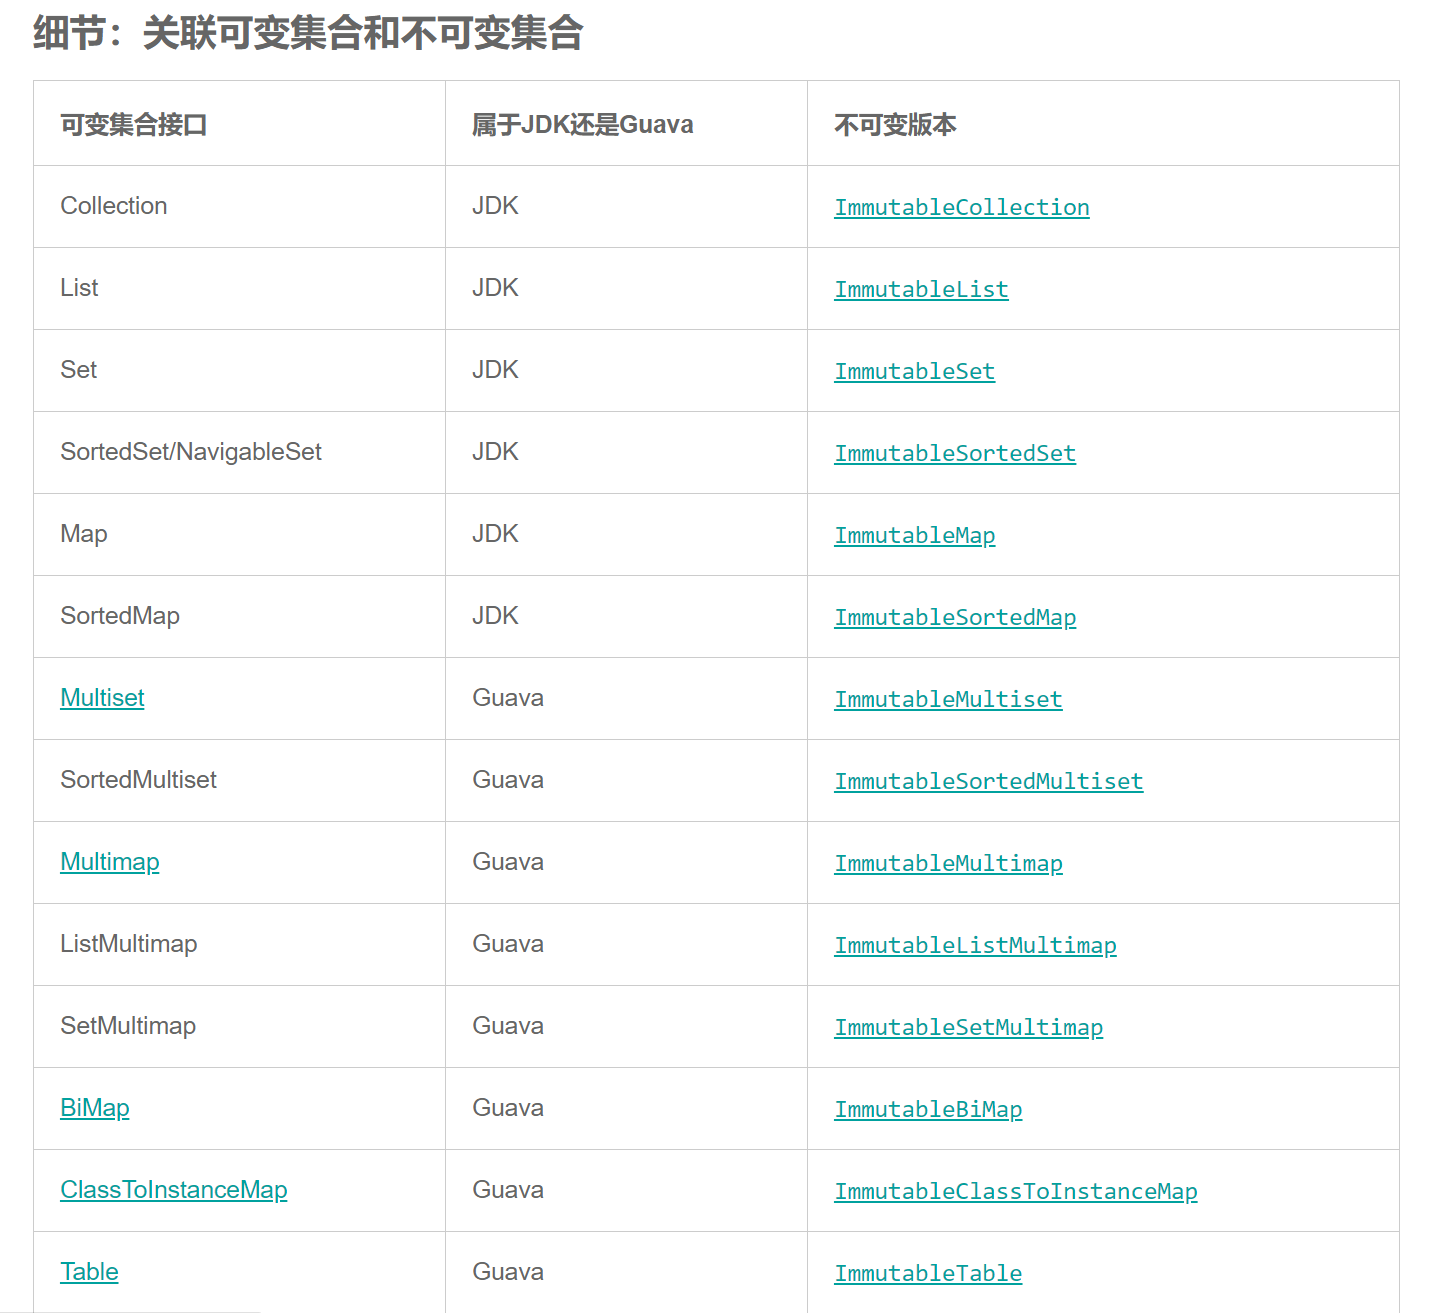 细节：关联可变集合和不可变集合
可变集合接口 属于JDK还是Guava 不可变版本
Collection JDK ImmutableCollection
List JDK ImmutableList
Set JDK ImmutableSet
SortedSet/NavigableSet JDK ImmutableSortedSet
Map JDK ImmutableMap
SortedMap JDK ImmutableSortedMap
Multiset Guava ImmutableMultiset
SortedMultiset Guava ImmutableSortedMultiset
Multimap Guava ImmutableMultimap
ListMultimap Guava ImmutableListMultimap
SetMultimap Guava ImmutableSetMultimap
BiMap Guava ImmutableBiMap
ClassToInstanceMap Guava ImmutableClassToInstanceMap
Table Guava ImmutableTable